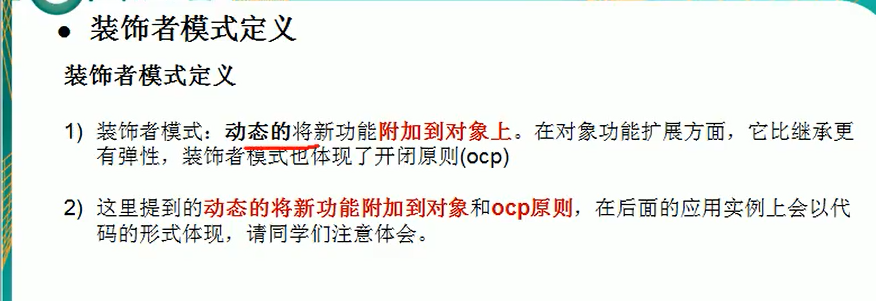 ● 装饰者模式定义
装饰者模式定义
1) 装饰者模式：动态的将新功能附加到对象上。在对象功能扩展方面，它比继承更
有弹性，装饰者模式也体现了开闭原则(ocp)
2) 这里提到的动态的将新功能附加到对象和ocp原则，在后面的应用实例上会以代
码的形式体现，请同学们注意体会。